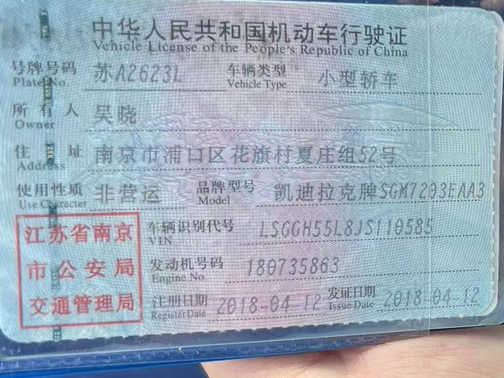 中华人民共和国机动车行驶证
Vehicle License of the People's Republic of China
号牌号码 苏A2623L 车辆类型 小型轿车
Plate No. Vehicle Type
所有人 吴晓
Owner
住址 南京市浦口区花旗村夏庄组52号
Address
使用性质 非营运 品牌型号 凯迪拉克牌SGM7203EAA3
Use Character Model
江苏省南京
市公安局
交通管理局
车辆识别代号 LSGGH55L8JS110585
VIN
发动机号码 180735863
Engine No.
注册日期 2018-04-12 发证日期 2018-04-12
Register Date Issue Date